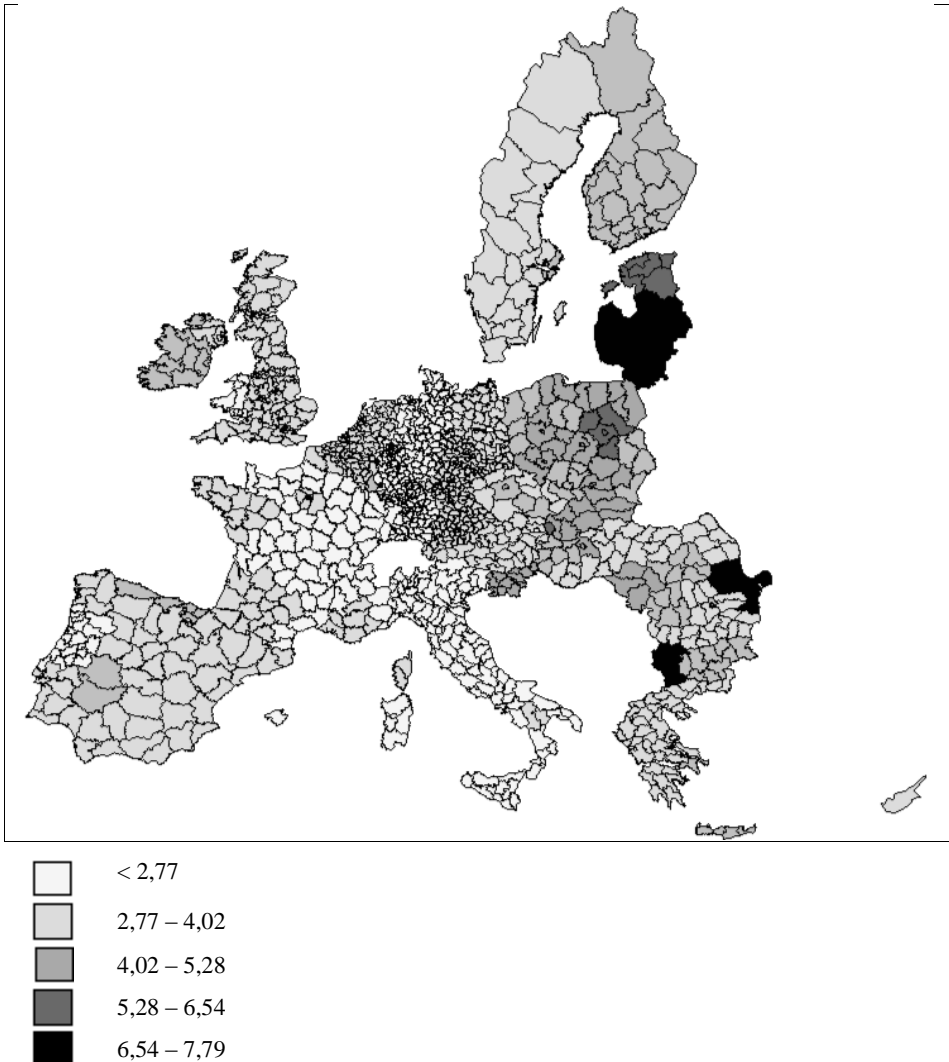 < 2,77
2,77 – 4,02
4,02 – 5,28
5,28 – 6,54
6,54 – 7,79